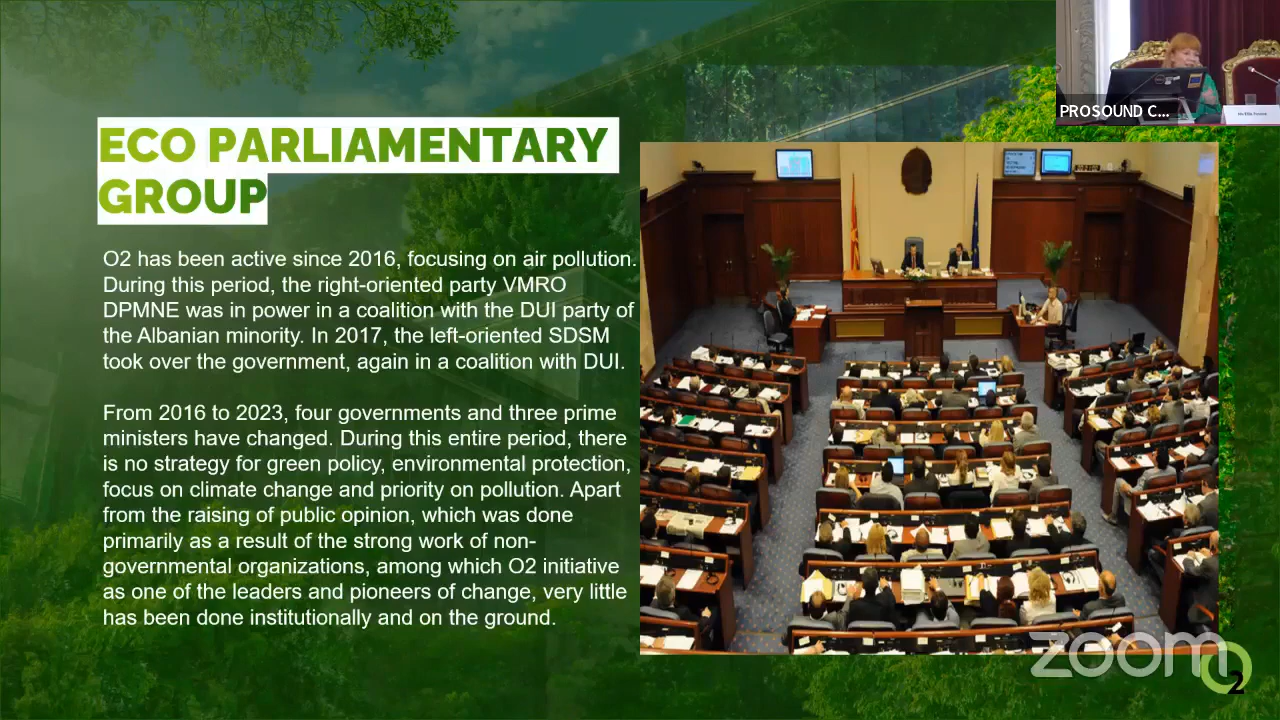 ECO PARLIAMENTARY
GROUP
O2 has been active since 2016, focusing on air pollution.
During this period, the right-oriented party VMRO
DPMNE was in power in a coalition with the DUI party of
the Albanian minority. In 2017, the left-oriented SDSM
took over the government, again in a coalition with DUI.
From 2016 to 2023, four governments and three prime
ministers have changed. During this entire period, there
is no strategy for green policy, environmental protection,
focus on climate change and priority on pollution. Apart
from the raising of public opinion, which was done
primarily as a result of the strong work of non-
governmental organizations, among which O2 initiative
as one of the leaders and pioneers of change, very little
has been done institutionally and on the ground.
PROSOUND C...
zoom
O2